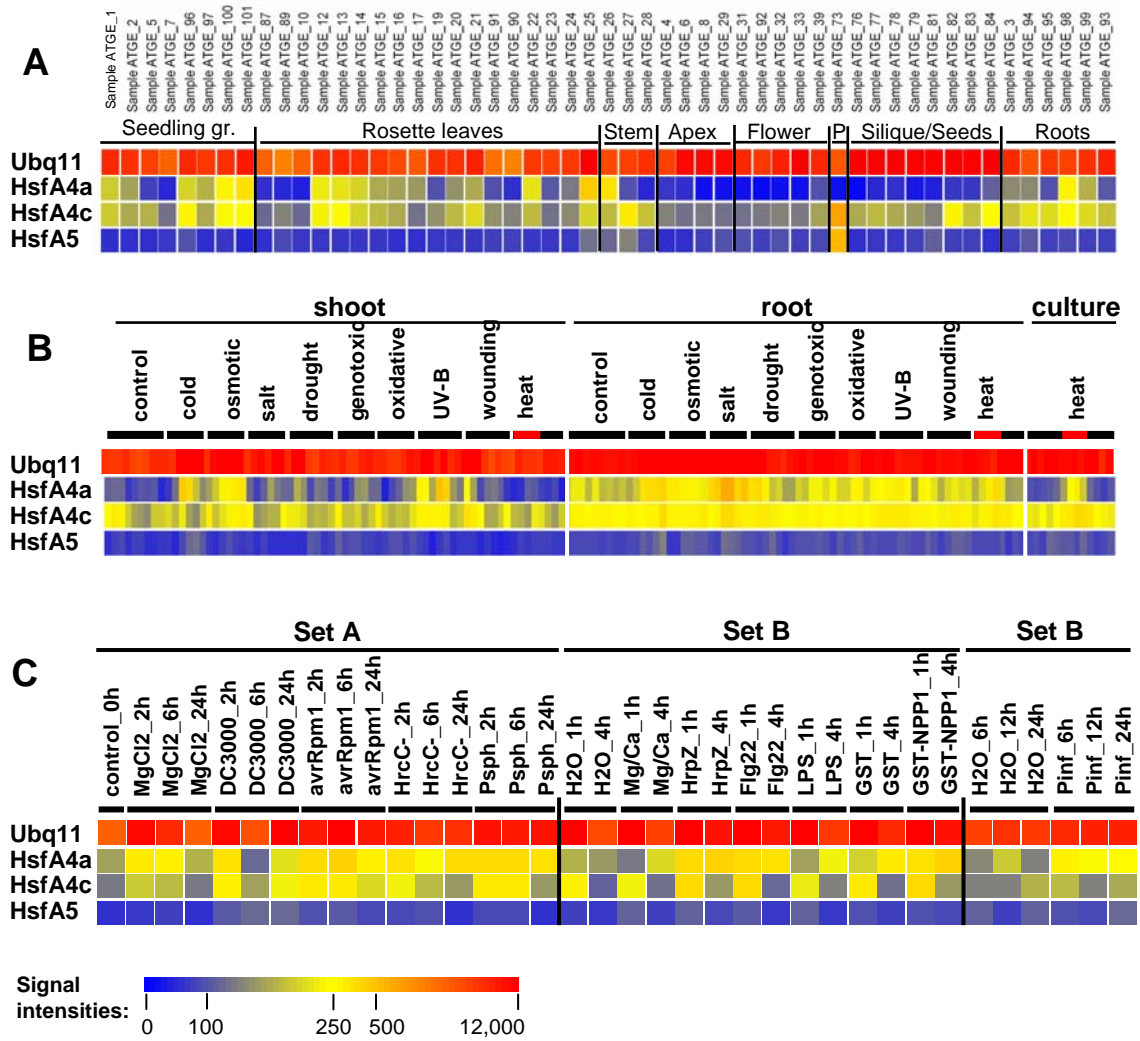 A
Sample ATGE_1
Sample ATGE_2
Sample ATGE_5
Sample ATGE_7
Sample ATGE_96
Sample ATGE_97
Sample ATGE_100
Sample ATGE_101
Sample ATGE_87
Sample ATGE_89
Sample ATGE_10
Sample ATGE_12
Sample ATGE_13
Sample ATGE_14
Sample ATGE_15
Sample ATGE_16
Sample ATGE_17
Sample ATGE_19
Sample ATGE_20
Sample ATGE_21
Sample ATGE_91
Sample ATGE_90
Sample ATGE_22
Sample ATGE_23
Sample ATGE_24
Sample ATGE_25
Sample ATGE_26
Sample ATGE_27
Sample ATGE_28
Sample ATGE_4
Sample ATGE_6
Sample ATGE_8
Sample ATGE_29
Sample ATGE_31
Sample ATGE_92
Sample ATGE_32
Sample ATGE_33
Sample ATGE_39
Sample ATGE_73
Sample ATGE_76
Sample ATGE_77
Sample ATGE_78
Sample ATGE_79
Sample ATGE_81
Sample ATGE_82
Sample ATGE_83
Sample ATGE_84
Sample ATGE_3
Sample ATGE_94
Sample ATGE_95
Sample ATGE_98
Sample ATGE_99
Sample ATGE_93
Seedling gr. Rosette leaves Stem Apex Flower P Silique/Seeds Roots
Ubq11
HsfA4a
HsfA4c
HsfA5
B
shoot root culture
control cold osmotic salt drought genotoxic oxidative UV-B wounding heat control cold osmotic salt drought genotoxic oxidative UV-B wounding heat heat
Ubq11
HsfA4a
HsfA4c
HsfA5
C
Set A Set B Set B
control_0h
MgCl2_2h
MgCl2_6h
MgCl2_24h
DC3000_2h
DC3000_6h
DC3000_24h
avrRpm1_2h
avrRpm1_6h
avrRpm1_24h
HrcC-_2h
HrcC-_6h
HrcC-_24h
Psph_2h
Psph_6h
Psph_24h
H2O_1h
H2O_4h
Mg/Ca_1h
Mg/Ca_4h
HrpZ_1h
HrpZ_4h
Flg22_1h
Flg22_4h
LPS_1h
LPS_4h
GST_1h
GST_4h
GST-NPP1_1h
GST-NPP1_4h
H2O_6h
H2O_12h
H2O_24h
Pinf_6h
Pinf_12h
Pinf_24h
Ubq11
HsfA4a
HsfA4c
HsfA5
Signal
intensities:
0 100 250 500 12,000